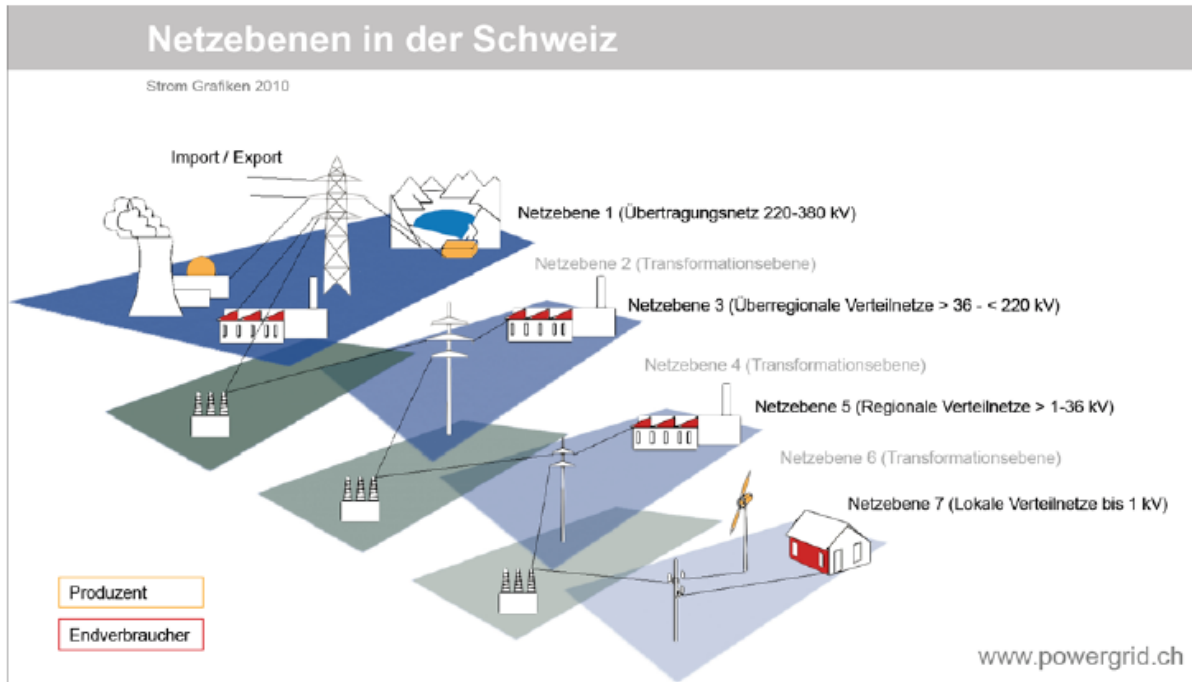 Netzebenen in der Schweiz
Strom Grafiken 2010
Import / Export
Netzebene 1 (Übertragungsnetz 220-380 kV)
Netzebene 2 (Transformationsebene)
Netzebene 3 (Überregionale Verteilnetze > 36 - < 220 kV)
Netzebene 4 (Transformationsebene)
Netzebene 5 (Regionale Verteilnetze > 1-36 kV)
Netzebene 6 (Transformationsebene)
Netzebene 7 (Lokale Verteilnetze bis 1 kV)
Produzent
Endverbraucher
www.powergrid.ch